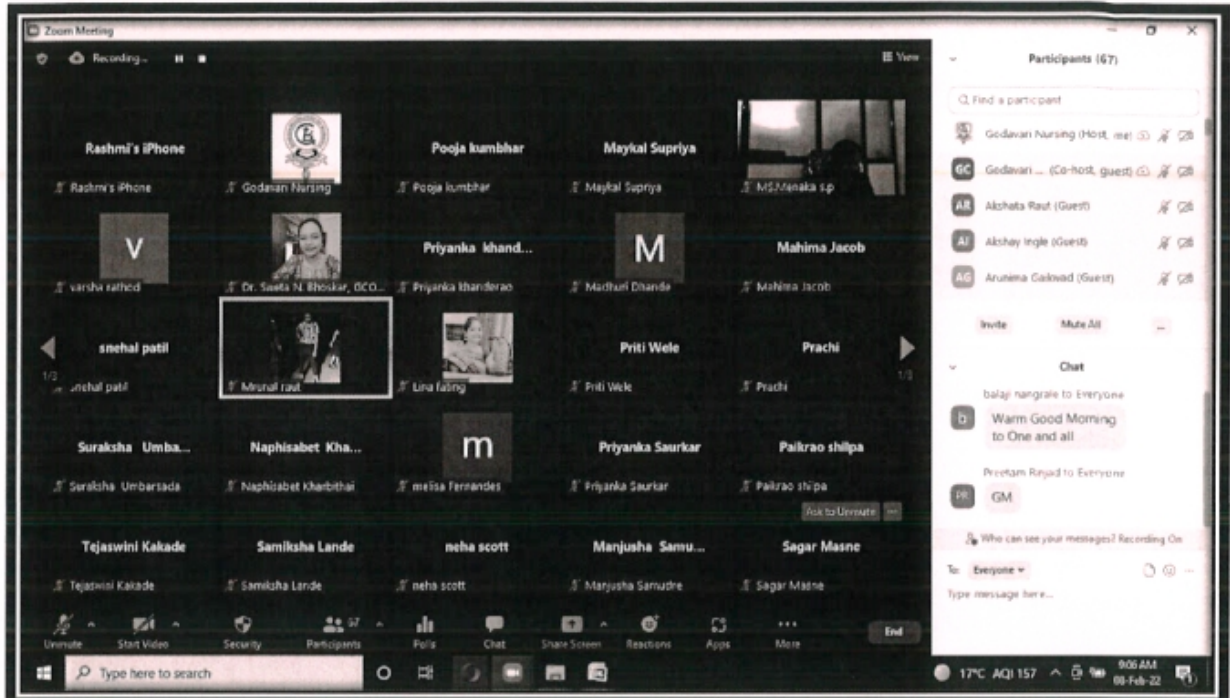 Zoom Meeting
Recording...
View
Rashmi's iPhone
Pooja kumbhar
Maykal Supriya
Rashmi's iPhone
Godavari Nursing
Pooja kumbhar
Maykal Supriya
MS.Menaka s.p
V
M
Priyanka khand...
Mahima Jacob
varsha rathod
Dr. Sweta N. Bhoskar, GCO...
Priyanka khanderao
Madhuri Dhande
Mahima Jacob
snehal patil
Priti Wele
Prachi
1/3
1/3
snehal patil
Mrunal raut
Lina fating
Priti Wele
Prachi
Suraksha Umba...
Naphisabet Kha...
m
Priyanka Saurkar
Paikrao shilpa
Suraksha Umbarsada
Naphisabet Kharbithai
melisa Fernandes
Priyanka Saurkar
Paikrao shilpa
Ask to Unmute
Tejaswini Kakade
Samiksha Lande
neha scott
Manjusha Samu...
Sagar Masne
Tejaswini Kakade
Samiksha Lande
neha scott
Manjusha Samudre
Sagar Masne
Unmute
Start Video
Security
67
Participants
Polls
Chat
Share Screen
Reactions
Apps
More
End
Participants (67)
Find a participant
Godavari Nursing (Host, me)
GC Godavari ... (Co-host, guest)
AR Akshata Raut (Guest)
AI Akshay Ingle (Guest)
AG Arunima Gaikwad (Guest)
Invite
Mute All
...
Chat
balaji nangrale to Everyone
b
Warm Good Morning
to One and all
Preetam Rinjad to Everyone
PR
GM
Who can see your messages? Recording On
To: Everyone
Type message here...
Type here to search
17°C AQI 157
9:06 AM
08-Feb-22